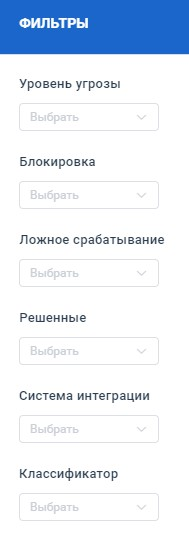 ФИЛЬТРЫ
Уровень угрозы
Выбрать
Блокировка
Выбрать
Ложное срабатывание
Выбрать
Решенные
Выбрать
Система интеграции
Выбрать
Классификатор
Выбрать